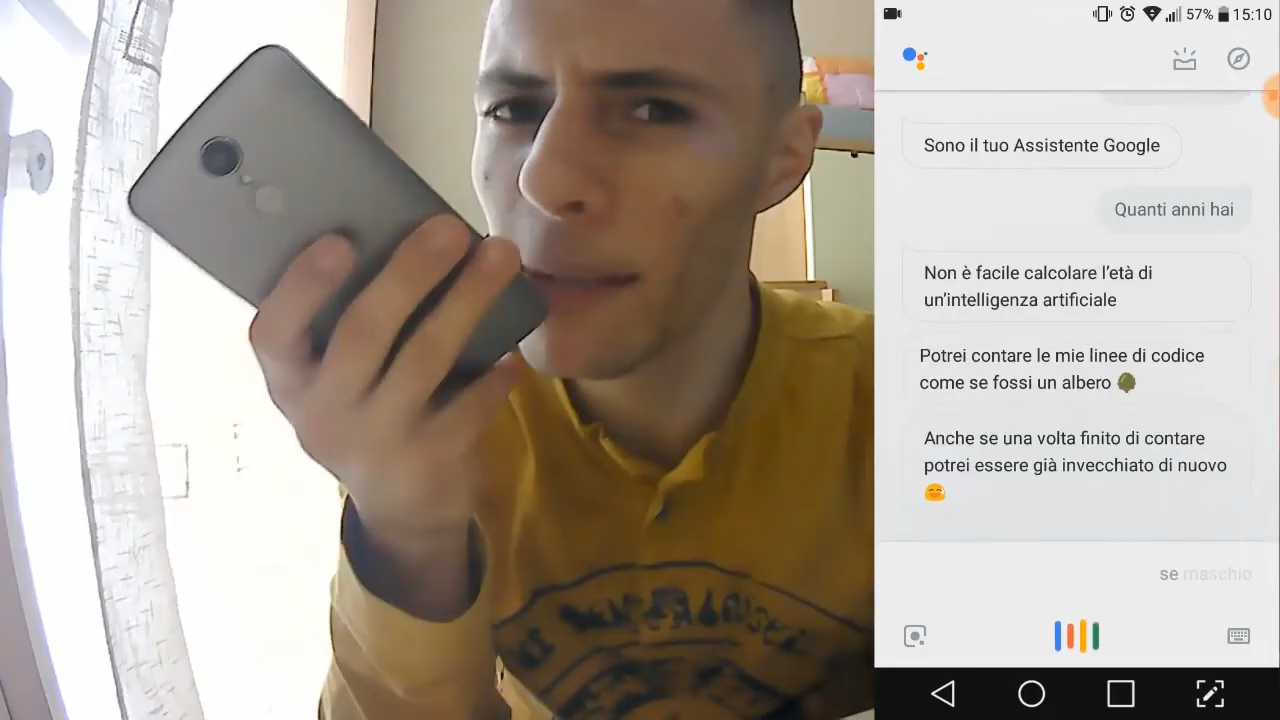 57% 15:10
Sono il tuo Assistente Google
Quanti anni hai
Non è facile calcolare l'età di
un'intelligenza artificiale
Potrei contare le mie linee di codice
come se fossi un albero
Anche se una volta finito di contare
potrei essere già invecchiato di nuovo
se maschio